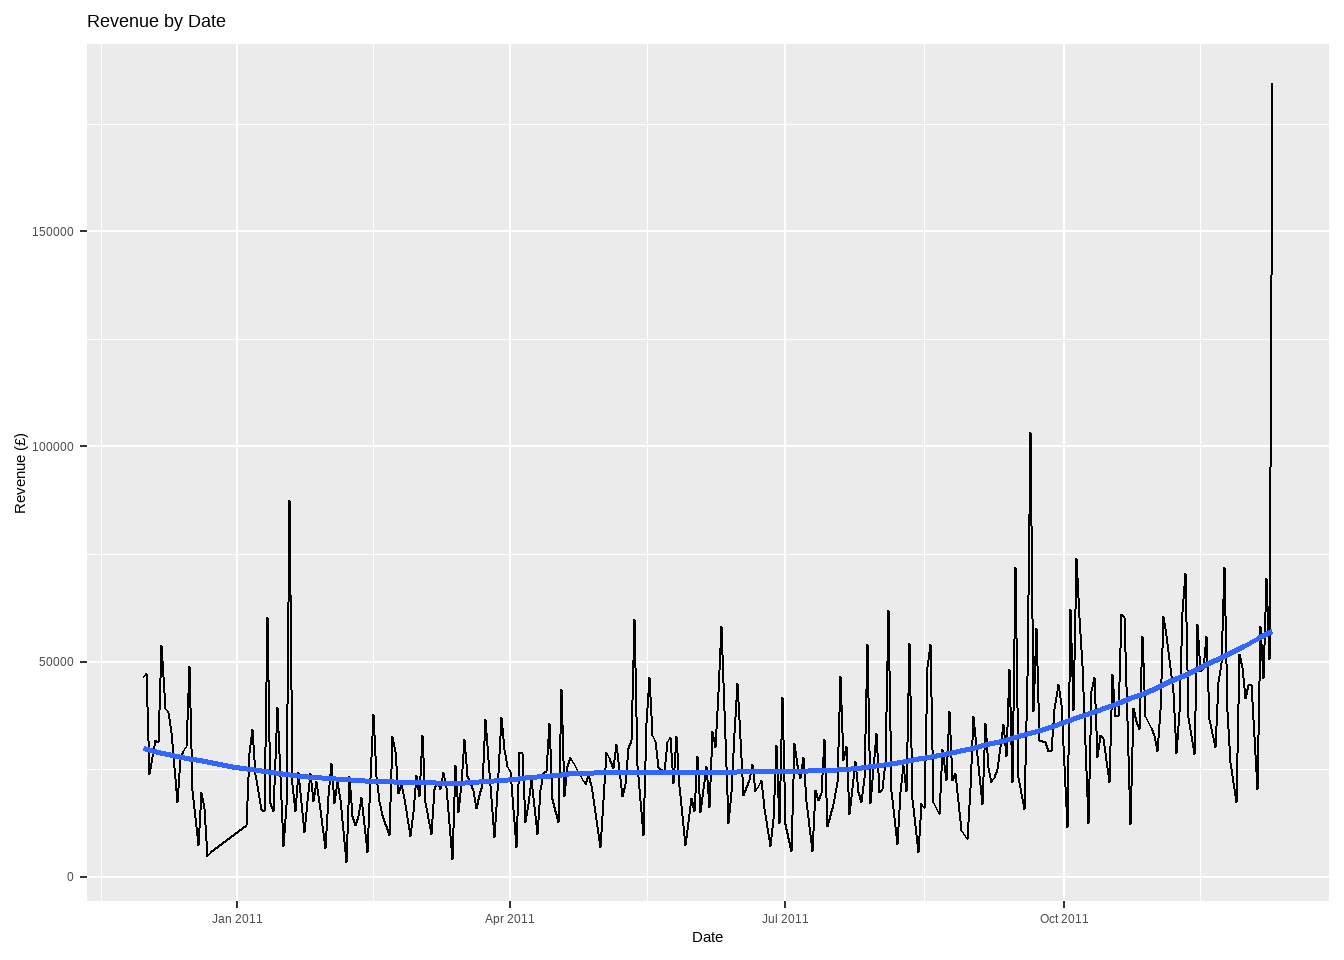 Revenue by Date
Revenue (£)
150000
100000
50000
0
Jan 2011
Apr 2011
Jul 2011
Oct 2011
Date